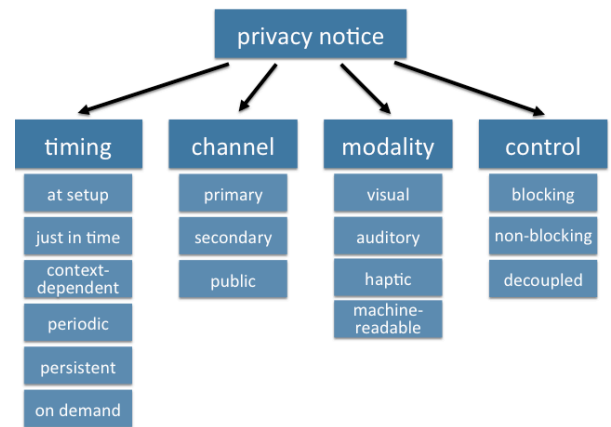 privacy notice
timing
at setup
just in time
context-
dependent
periodic
persistent
on demand
channel
primary
secondary
public
modality
visual
auditory
haptic
machine-
readable
control
blocking
non-blocking
decoupled